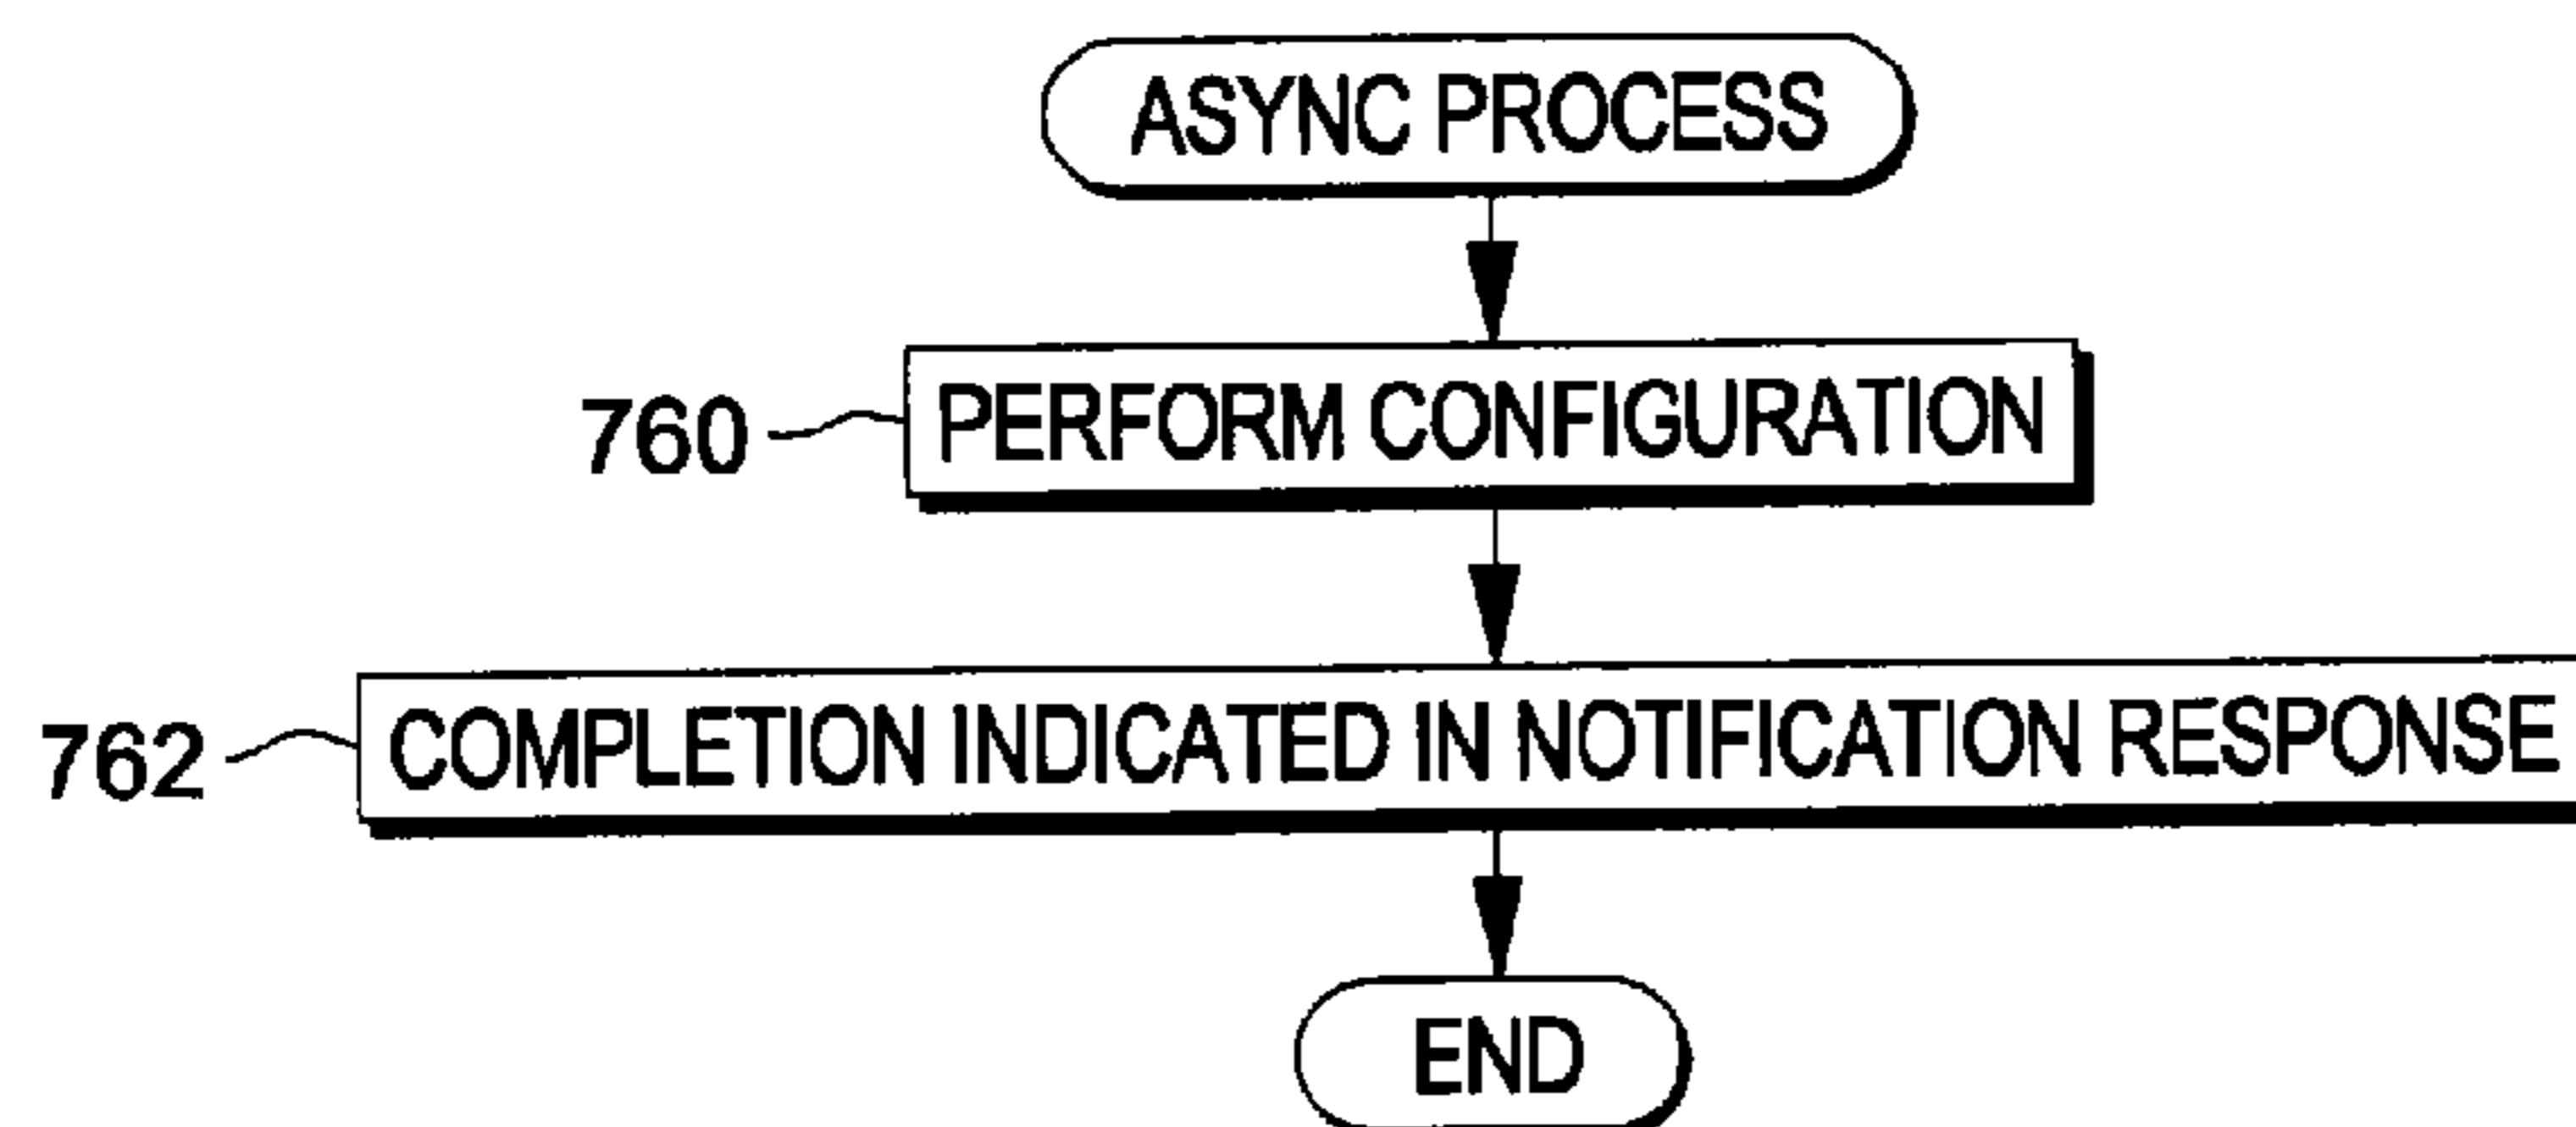 ASYNC PROCESS
760 PERFORM CONFIGURATION
762 COMPLETION INDICATED IN NOTIFICATION RESPONSE
END